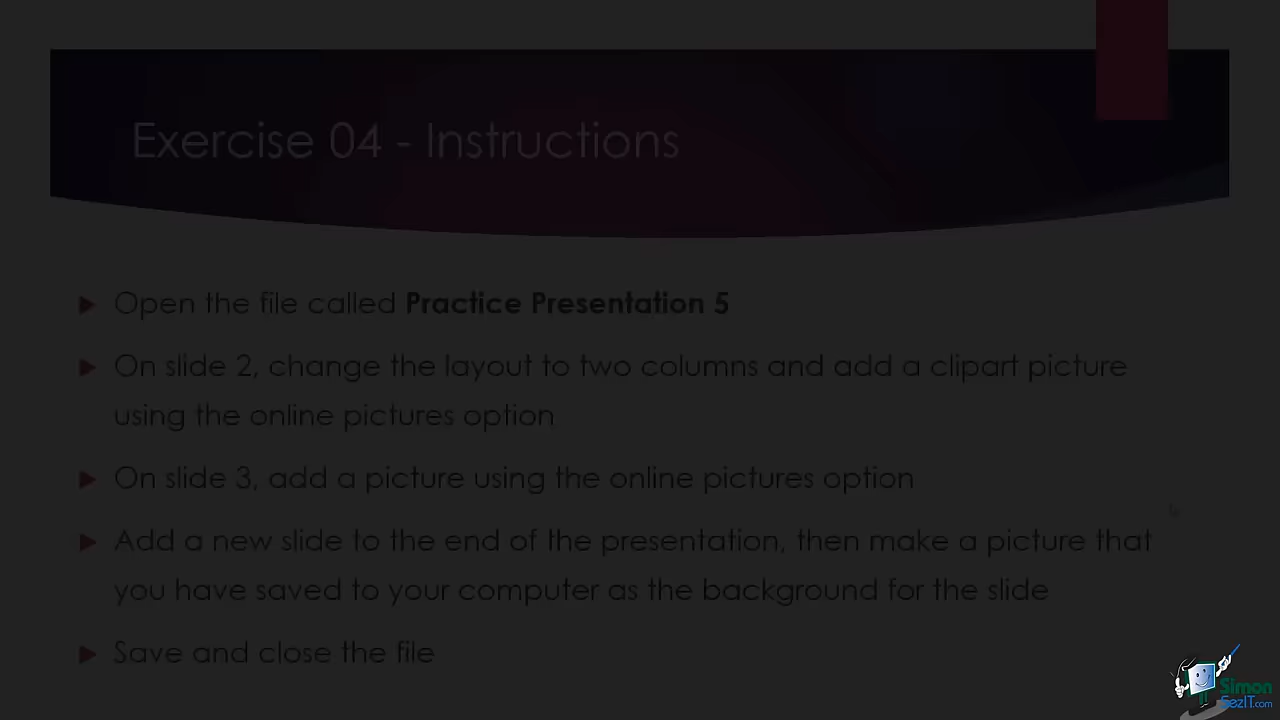 Exercise 04 - Instructions
Open the file called Practice Presentation 5
On slide 2, change the layout to two columns and add a clipart picture
using the online pictures option
On slide 3, add a picture using the online pictures option
Add a new slide to the end of the presentation, then make a picture that
you have saved to your computer as the background for the slide
Save and close the file
Simon
SezIT.com